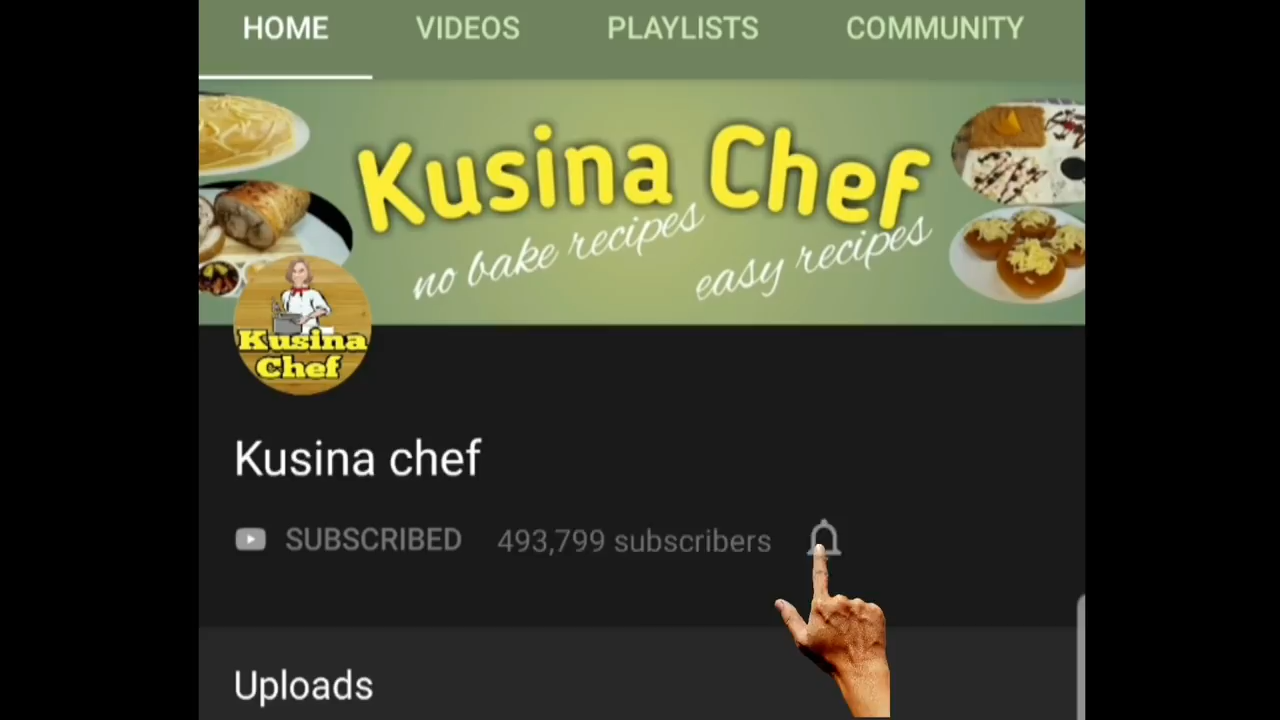 HOME VIDEOS PLAYLISTS COMMUNITY
Kusina Chef
no bake recipes
easy recipes
Kusina
Chef
Kusina chef
SUBSCRIBED 493,799 subscribers
Uploads